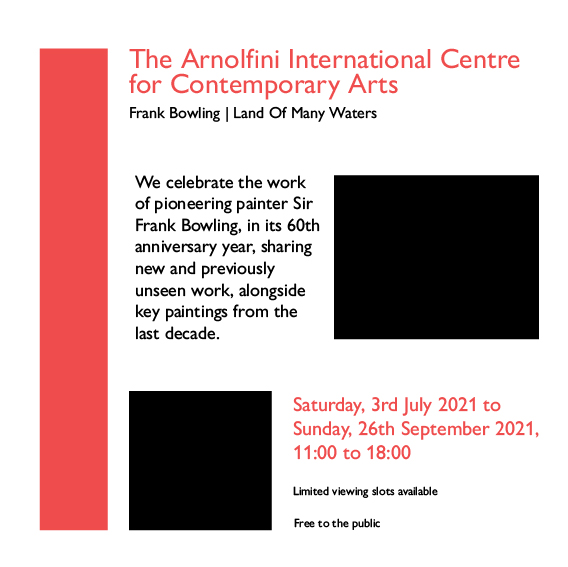 The Arnolfini International Centre
for Contemporary Arts
Frank Bowling | Land Of Many Waters
We celebrate the work
of pioneering painter Sir
Frank Bowling, in its 60th
anniversary year, sharing
new and previously
unseen work, alongside
key paintings from the
last decade.
Saturday, 3rd July 2021 to
Sunday, 26th September 2021,
11:00 to 18:00
Limited viewing slots available
Free to the public